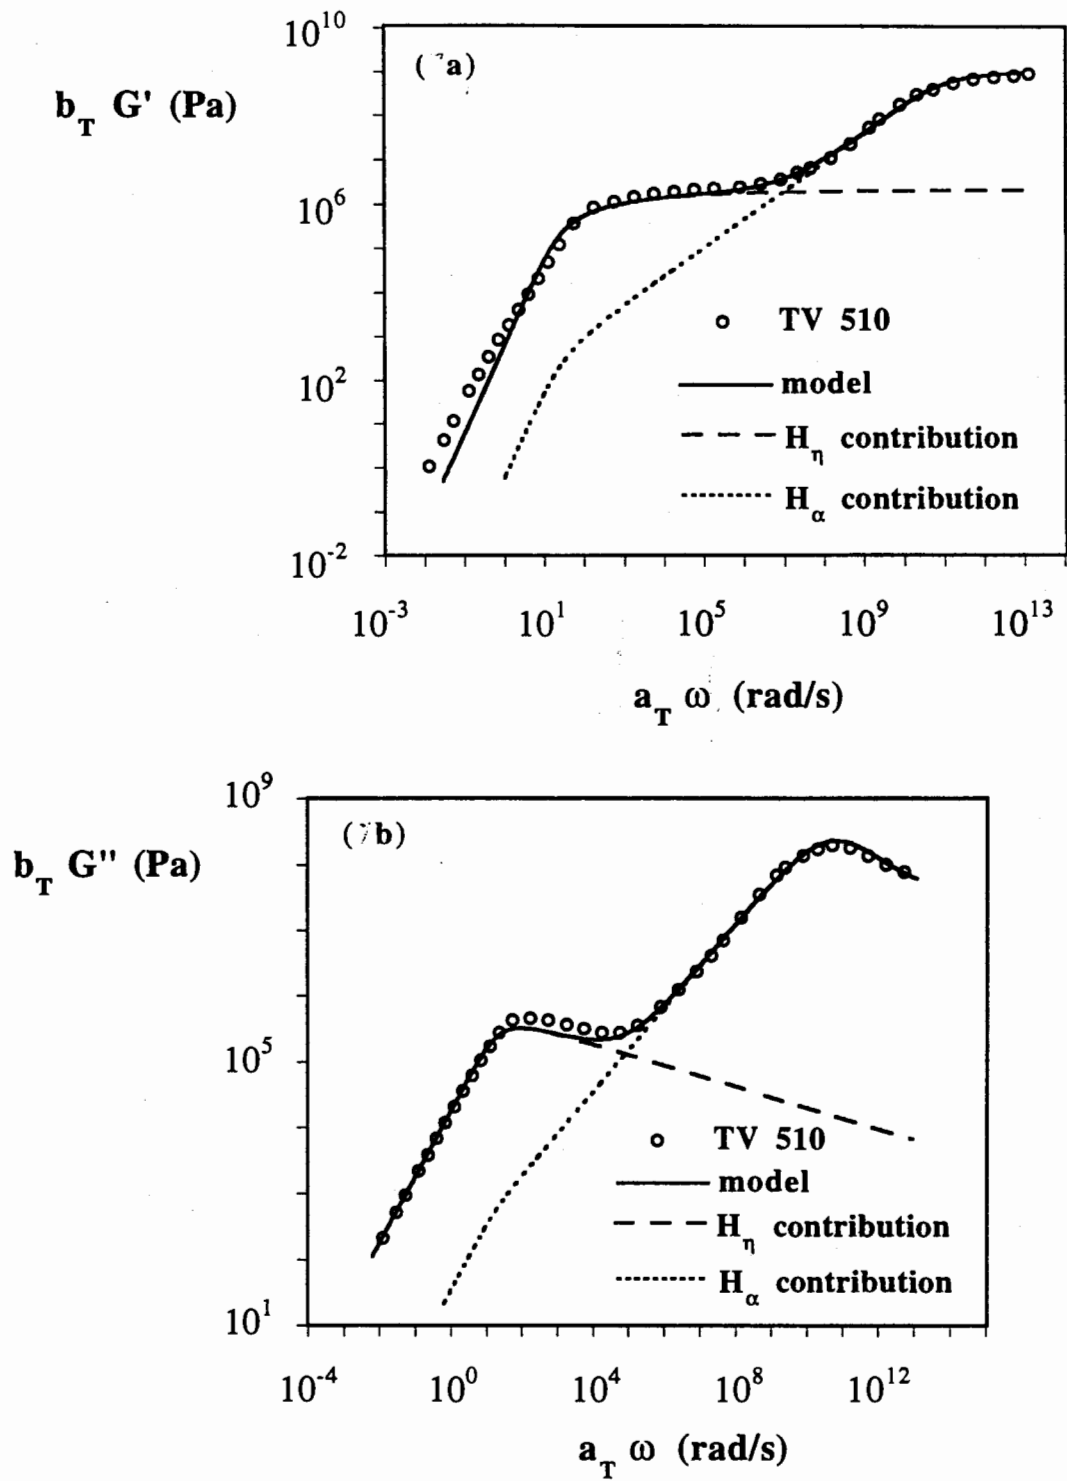 10^10
(7a)
b_T G' (Pa)
10^6
TV 510
10^2
model
H_η contribution
H_α contribution
10^-2
10^-3 10^1 10^5 10^9 10^13
a_T ω (rad/s)
10^9
(7b)
b_T G'' (Pa)
10^5
TV 510
model
H_η contribution
H_α contribution
10^1
10^-4 10^0 10^4 10^8 10^12
a_T ω (rad/s)